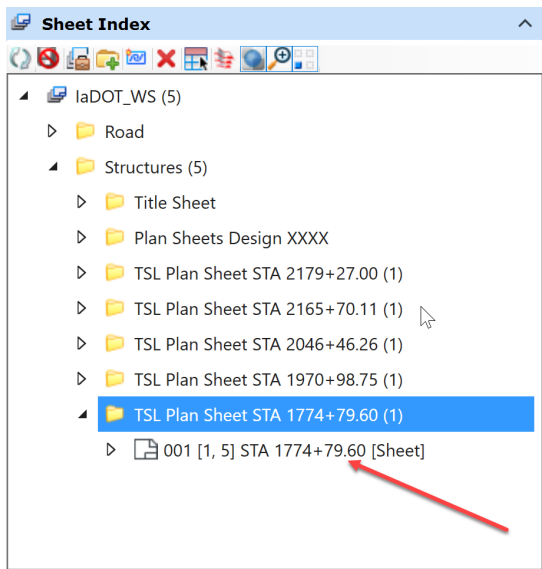 Sheet Index
IaDOT_WS (5)
Road
Structures (5)
Title Sheet
Plan Sheets Design XXXX
TSL Plan Sheet STA 2179+27.00 (1)
TSL Plan Sheet STA 2165+70.11 (1)
TSL Plan Sheet STA 2046+46.26 (1)
TSL Plan Sheet STA 1970+98.75 (1)
TSL Plan Sheet STA 1774+79.60 (1)
001 [1, 5] STA 1774+79.60 [Sheet]